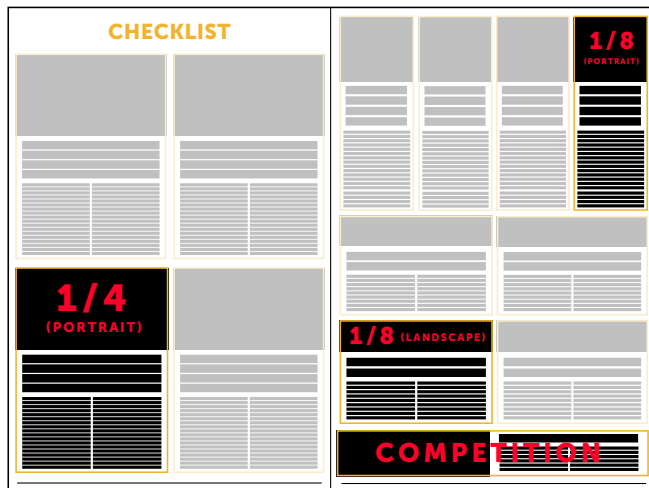 CHECKLIST
1/4
(PORTRAIT)
1/8
(PORTRAIT)
1/8 (LANDSCAPE)
COMPETITION